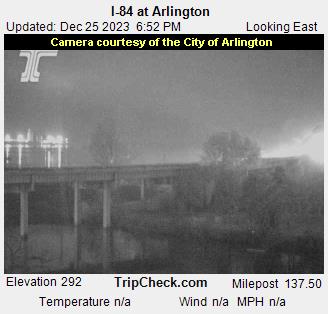 I-84 at Arlington
Updated: Dec 25 2023 6:52 PM Looking East
Camera courtesy of the City of Arlington
Elevation 292 TripCheck.com Milepost 137.50
Temperature n/a Wind n/a MPH n/a